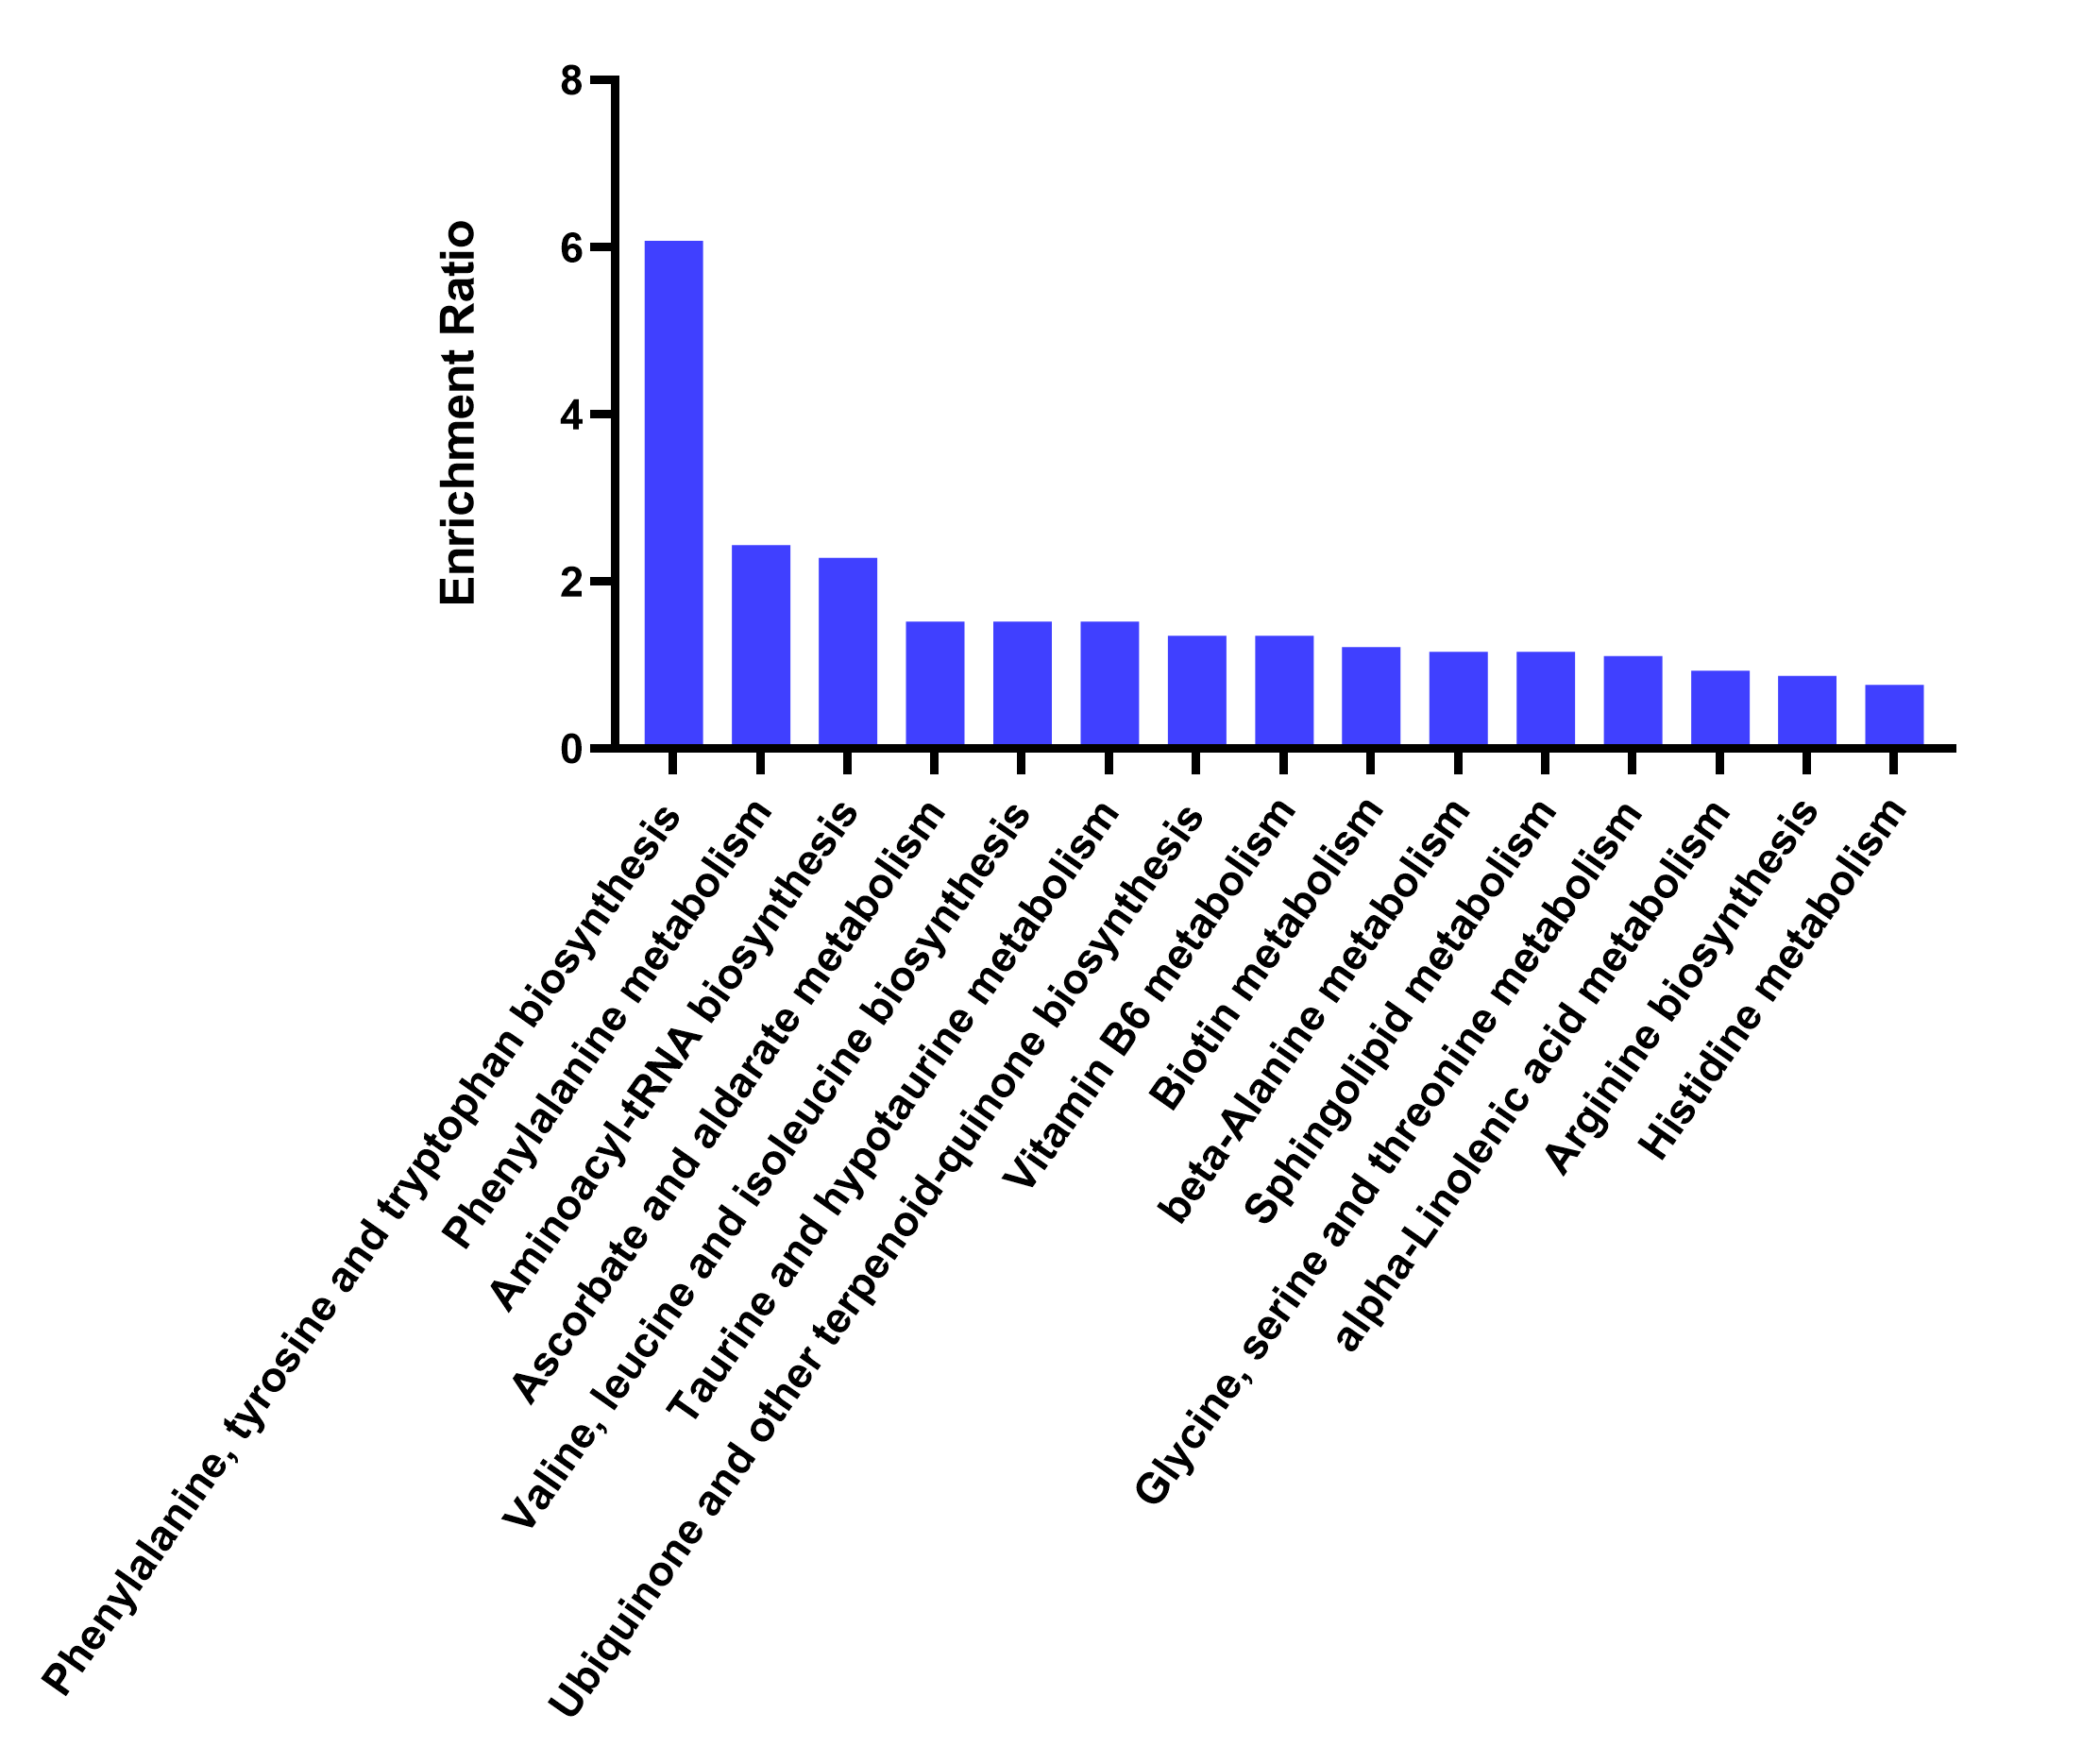 Enrichment Ratio
8
6
4
2
0
Phenylalanine, tyrosine and tryptophan biosynthesis
Phenylalanine metabolism
Aminoacyl-tRNA biosynthesis
Ascorbate and aldarate metabolism
Valine, leucine and isoleucine biosynthesis
Taurine and hypotaurine metabolism
Ubiquinone and other terpenoid-quinone biosynthesis
Vitamin B6 metabolism
Biotin metabolism
beta-Alanine metabolism
Sphingolipid metabolism
Glycine, serine and threonine metabolism
alpha-Linolenic acid metabolism
Arginine biosynthesis
Histidine metabolism